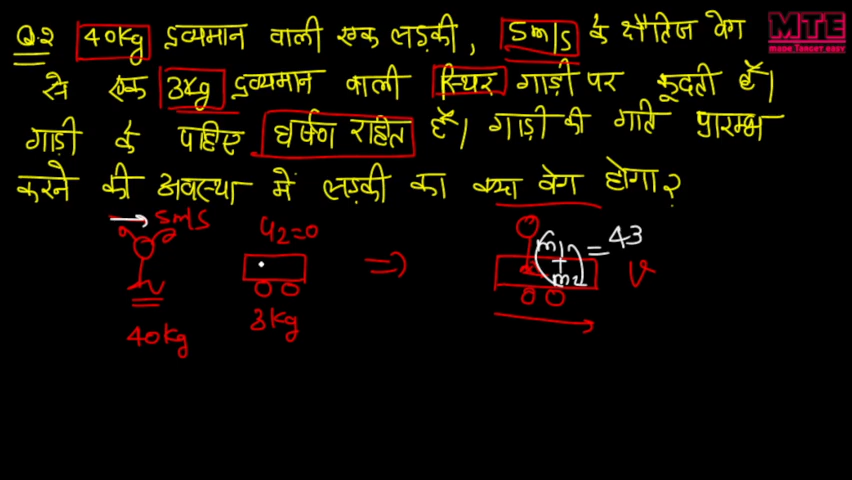 Q.2 40kg द्रव्यमान वाली एक लड़की, 5m/s के क्षैतिज वेग
से एक 3kg द्रव्यमान वाली स्थिर गाड़ी पर कूदती हैं।
गाड़ी के पहिए घर्षण रहित हैं। गाड़ी की गति प्रारम्भ
करने की अवस्था में लड़की का क्या वेग होगा?
MTE
made Target easy
5m/s
u2=0
⇒
(m1+m2) = 43
v
40kg
3kg